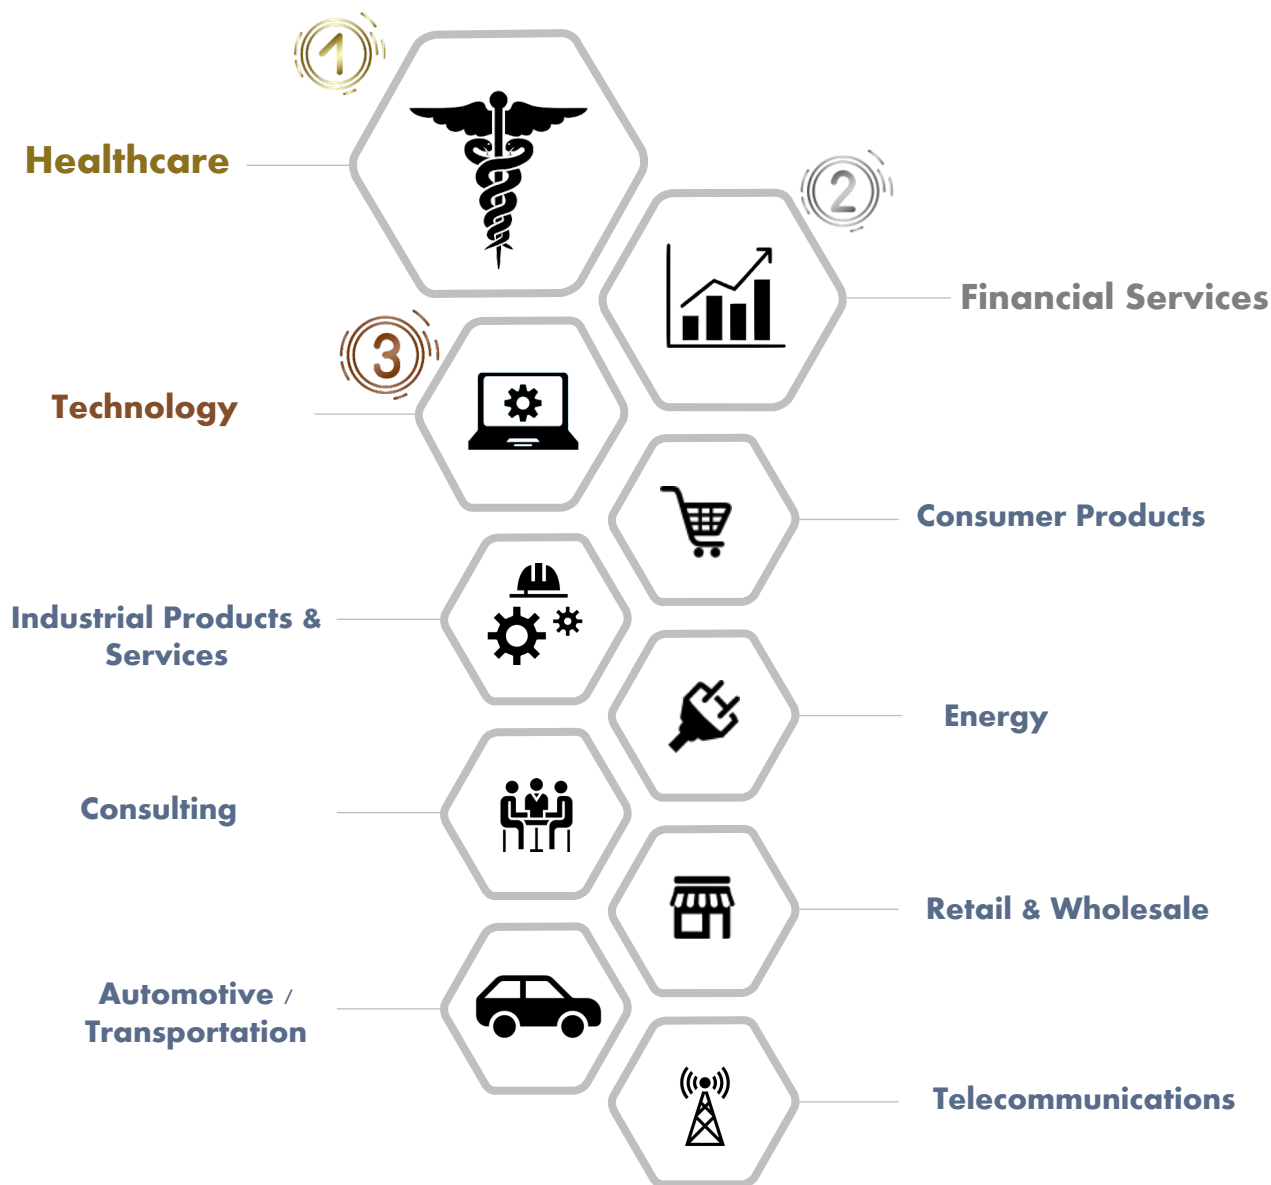 1
Healthcare
2
Financial Services
3
Technology
Consumer Products
Industrial Products &
Services
Energy
Consulting
Retail & Wholesale
Automotive /
Transportation
Telecommunications